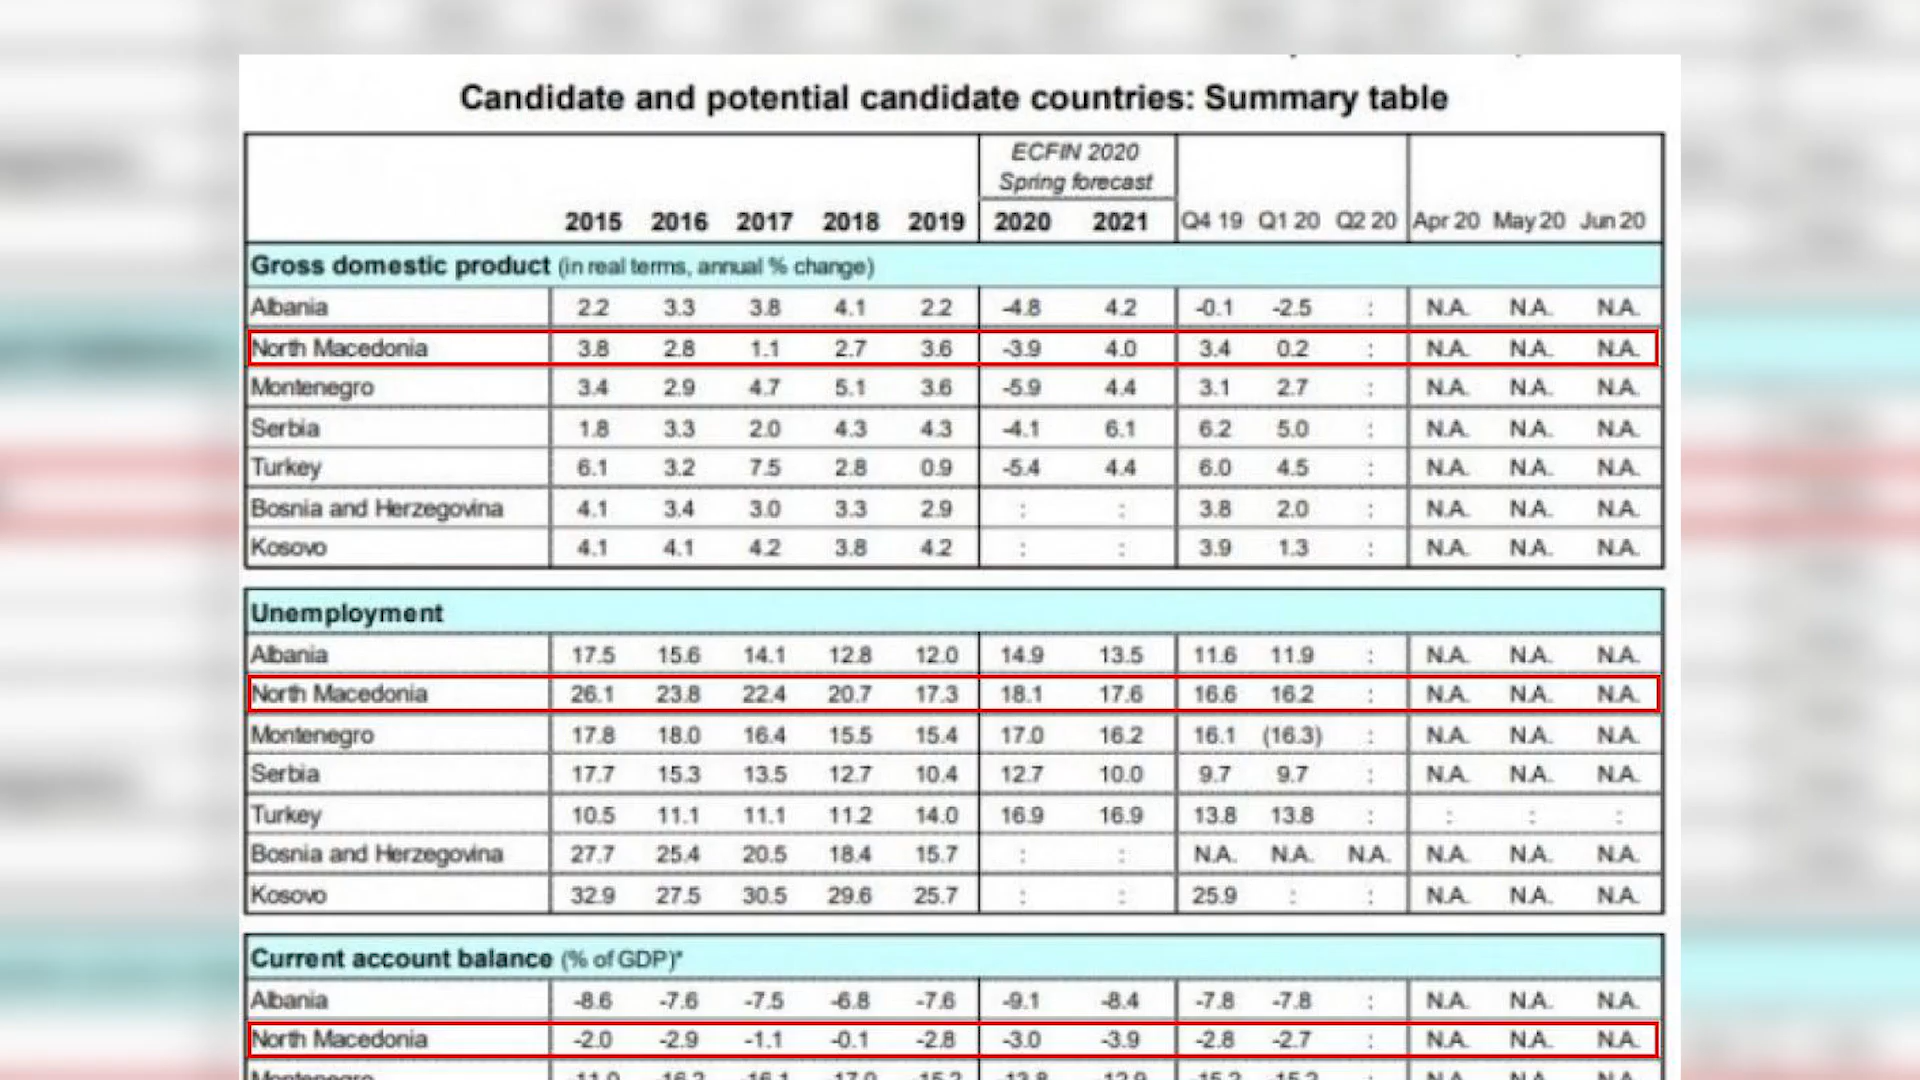 Candidate and potential candidate countries: Summary table
ECFIN 2020
Spring forecast
2015 2016 2017 2018 2019 2020 2021 Q4 19 Q1 20 Q2 20 Apr 20 May 20 Jun 20
Gross domestic product (in real terms, annual % change)
Albania 2.2 3.3 3.8 4.1 2.2 -4.8 4.2 -0.1 -2.5 : N.A. N.A. N.A.
North Macedonia 3.8 2.8 1.1 2.7 3.6 -3.9 4.0 3.4 0.2 : N.A. N.A. N.A.
Montenegro 3.4 2.9 4.7 5.1 3.6 -5.9 4.4 3.1 2.7 : N.A. N.A. N.A.
Serbia 1.8 3.3 2.0 4.3 4.3 -4.1 6.1 6.2 5.0 : N.A. N.A. N.A.
Turkey 6.1 3.2 7.5 2.8 0.9 -5.4 4.4 6.0 4.5 : N.A. N.A. N.A.
Bosnia and Herzegovina 4.1 3.4 3.0 3.3 2.9 : : 3.8 2.0 : N.A. N.A. N.A.
Kosovo 4.1 4.1 4.2 3.8 4.2 : : 3.9 1.3 : N.A. N.A. N.A.
Unemployment
Albania 17.5 15.6 14.1 12.8 12.0 14.9 13.5 11.6 11.9 : N.A. N.A. N.A.
North Macedonia 26.1 23.8 22.4 20.7 17.3 18.1 17.6 16.6 16.2 : N.A. N.A. N.A.
Montenegro 17.8 18.0 16.4 15.5 15.4 17.0 16.2 16.1 (16.3) : N.A. N.A. N.A.
Serbia 17.7 15.3 13.5 12.7 10.4 12.7 10.0 9.7 9.7 : N.A. N.A. N.A.
Turkey 10.5 11.1 11.1 11.2 14.0 16.9 16.9 13.8 13.8 : : : :
Bosnia and Herzegovina 27.7 25.4 20.5 18.4 15.7 : : N.A. N.A. N.A. N.A. N.A. N.A.
Kosovo 32.9 27.5 30.5 29.6 25.7 : : 25.9 : : N.A. N.A. N.A.
Current account balance (% of GDP)*
Albania -8.6 -7.6 -7.5 -6.8 -7.6 -9.1 -8.4 -7.8 -7.8 : N.A. N.A. N.A.
North Macedonia -2.0 -2.9 -1.1 -0.1 -2.8 -3.0 -3.9 -2.8 -2.7 : N.A. N.A. N.A.
Montenegro